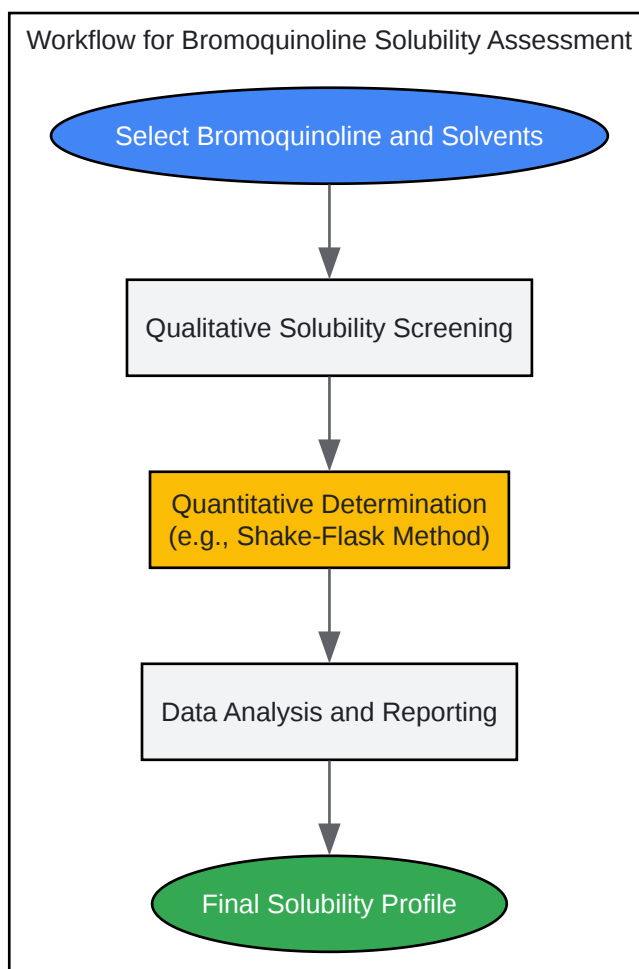 Workflow for Bromoquinoline Solubility Assessment
Select Bromoquinoline and Solvents
Qualitative Solubility Screening
Quantitative Determination
(e.g., Shake-Flask Method)
Data Analysis and Reporting
Final Solubility Profile